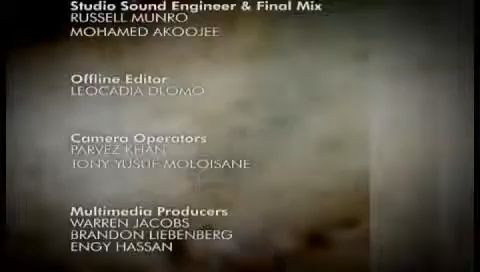 Studio Sound Engineer & Final Mix
RUSSELL MUNRO
MOHAMED AKOOJEE
Offline Editor
LEOCADIA DLOMO
Camera Operators
PARVEZ KHAN
TONY YUSUF MOLOISANE
Multimedia Producers
WARREN JACOBS
BRANDON LIEBENBERG
ENGY HASSAN